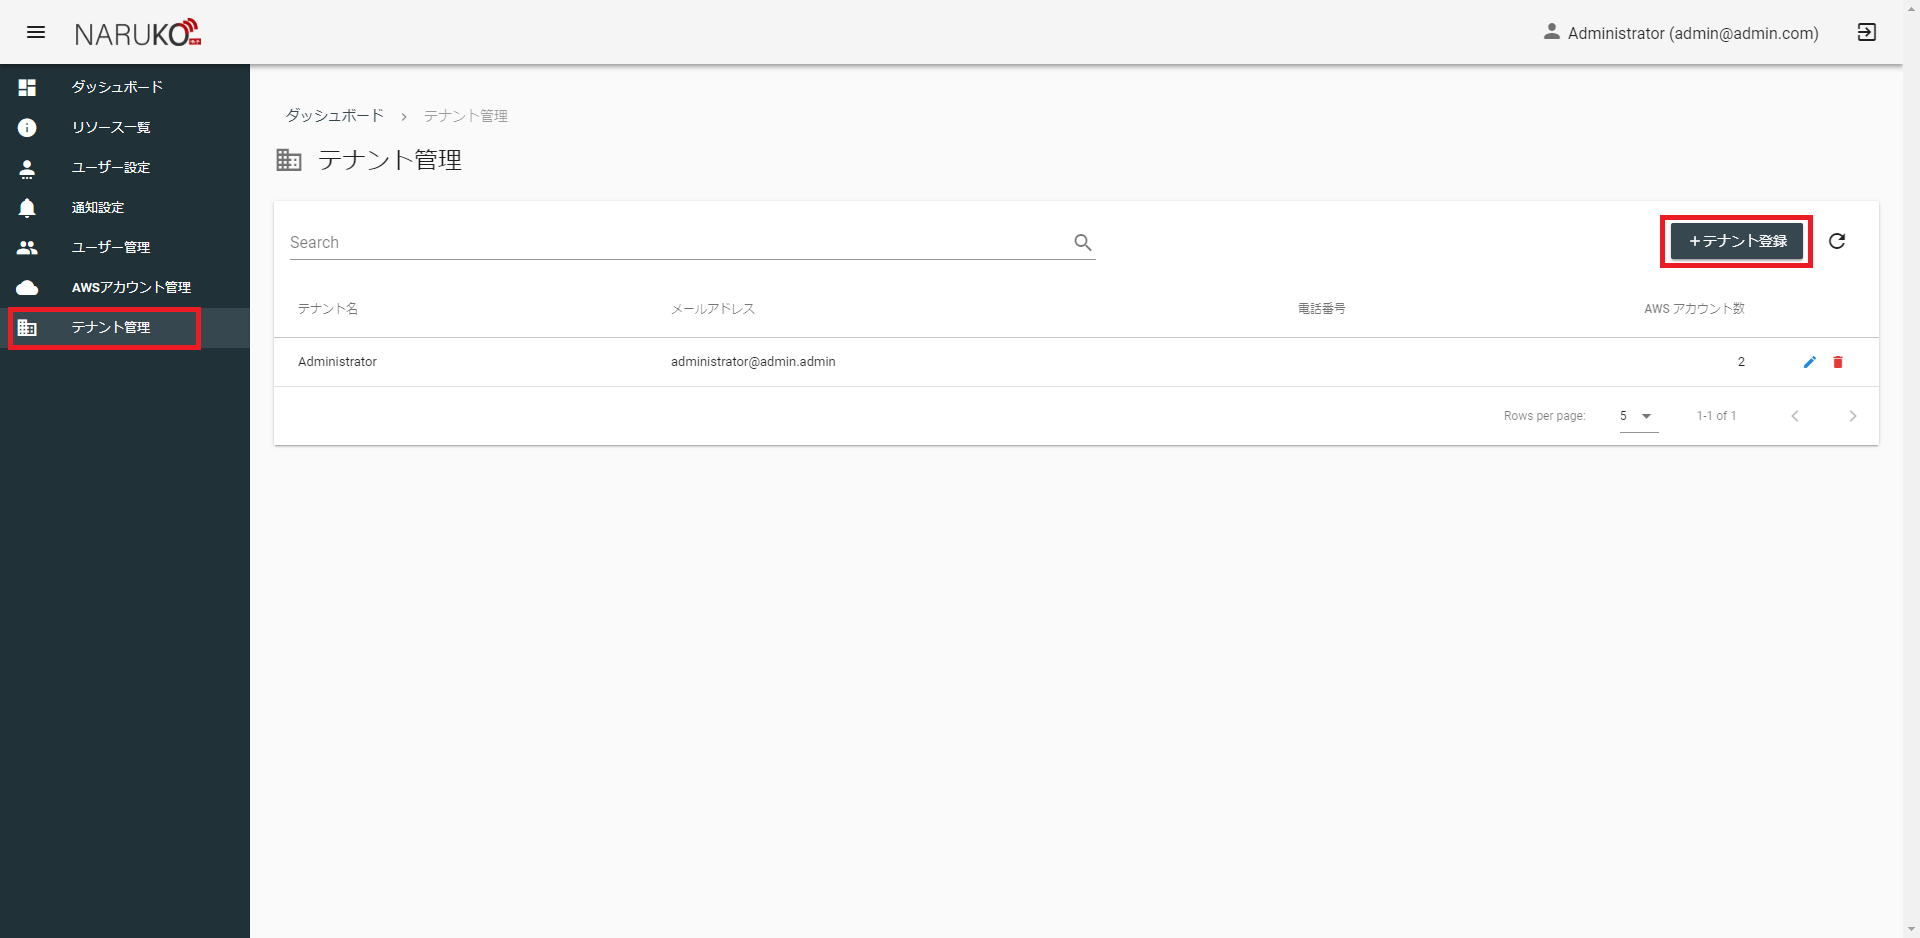 NARUKO
Administrator (admin@admin.com)
ダッシュボード
リソース一覧
ユーザー設定
通知設定
ユーザー管理
AWSアカウント管理
テナント管理
ダッシュボード › テナント管理
テナント管理
Search
+テナント登録
テナント名 メールアドレス 電話番号 AWS アカウント数
Administrator administrator@admin.admin 2
Rows per page: 5 1-1 of 1